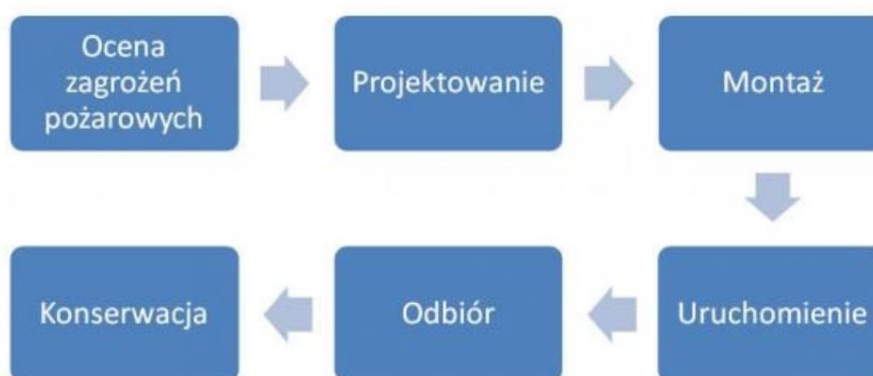 Ocena
zagrożeń
pożarowych
Projektowanie
Montaż
Uruchomienie
Odbiór
Konserwacja